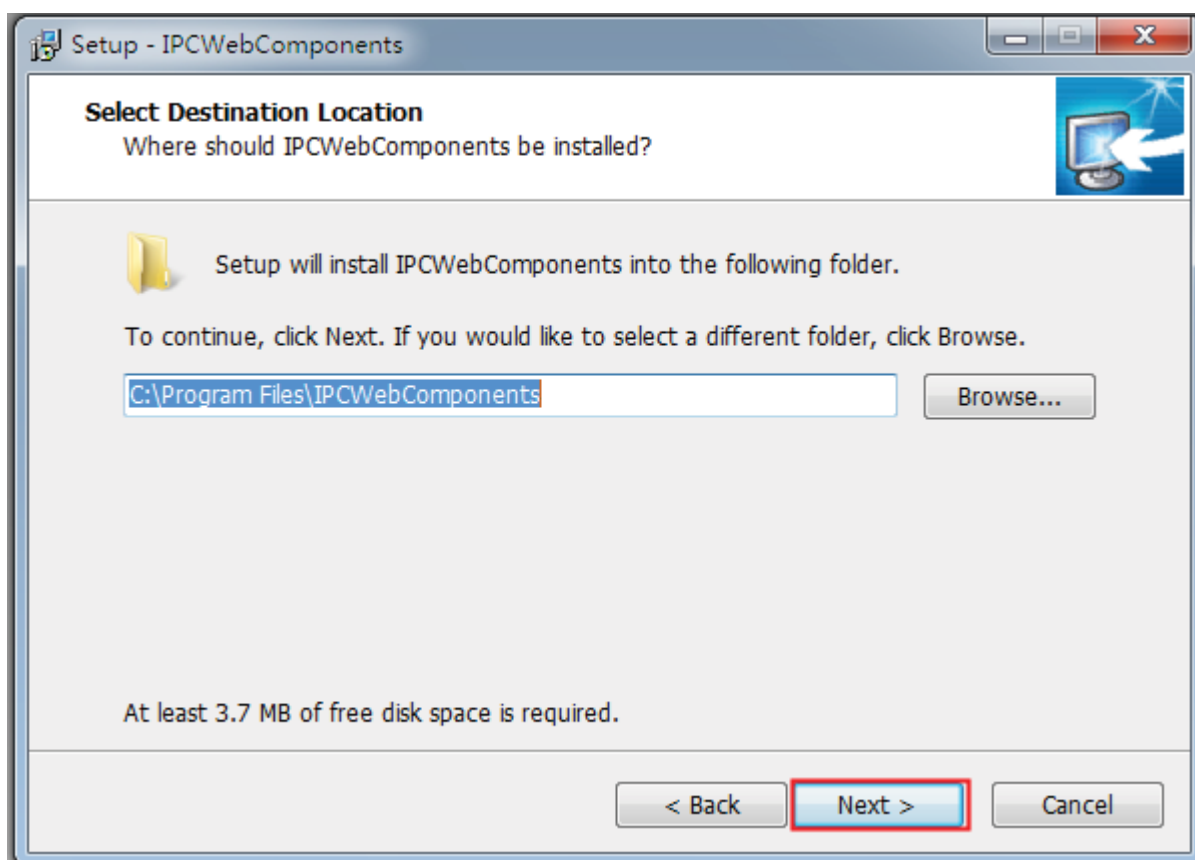 Setup - IPCWebComponents
Select Destination Location
Where should IPCWebComponents be installed?
Setup will install IPCWebComponents into the following folder.
To continue, click Next. If you would like to select a different folder, click Browse.
C:\Program Files\IPCWebComponents
Browse...
At least 3.7 MB of free disk space is required.
< Back Next > Cancel